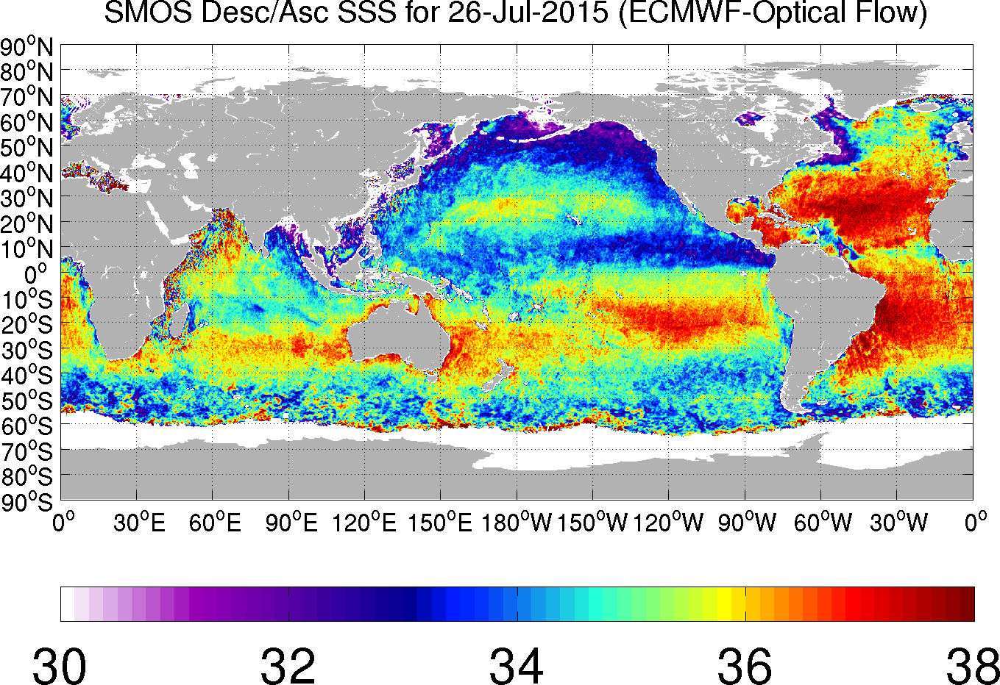 SMOS Desc/Asc SSS for 26-Jul-2015 (ECMWF-Optical Flow)
90°N
80°N
70°N
60°N
50°N
40°N
30°N
20°N
10°N
0°
10°S
20°S
30°S
40°S
50°S
60°S
70°S
80°S
90°S
0° 30°E 60°E 90°E 120°E 150°E 180°W 150°W 120°W 90°W 60°W 30°W 0°
30 32 34 36 38